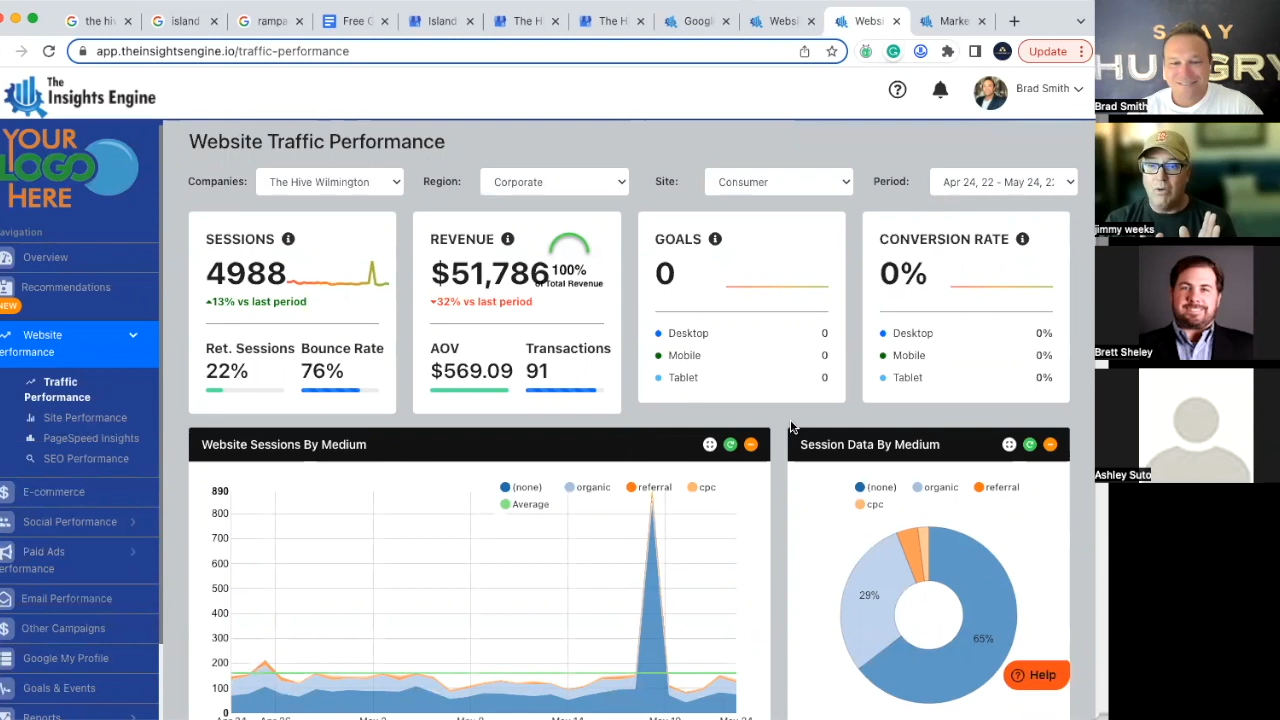 the hiv
island
rampa
Free G
Island
The H
The H
Googl
Websi
Websi
Marke
app.theinsightsengine.io/traffic-performance
Update
The
Insights Engine
Brad Smith
YOUR
LOGO
HERE
avigation
Overview
Recommendations
NEW
Website
erformance
Traffic
Performance
Site Performance
PageSpeed Insights
SEO Performance
E-commerce
Social Performance
Paid Ads
erformance
Email Performance
Other Campaigns
Google My Profile
Goals & Events
Reports
Website Traffic Performance
Companies: The Hive Wilmington
Region: Corporate
Site: Consumer
Period: Apr 24, 22 - May 24, 2
SESSIONS
4988
13% vs last period
Ret. Sessions Bounce Rate
22% 76%
REVENUE
$51,786
100%
of Total Revenue
32% vs last period
AOV Transactions
$569.09 91
GOALS
0
Desktop 0
Mobile 0
Tablet 0
CONVERSION RATE
0%
Desktop 0%
Mobile 0%
Tablet 0%
Website Sessions By Medium
(none) organic referral cpc
Average
890
800
700
600
500
400
300
200
100
0
Session Data By Medium
(none) organic referral
cpc
29%
65%
Help
STAY
HUNGRY
Brad Smith
jimmy weeks
Brett Sheley
Ashley Suto